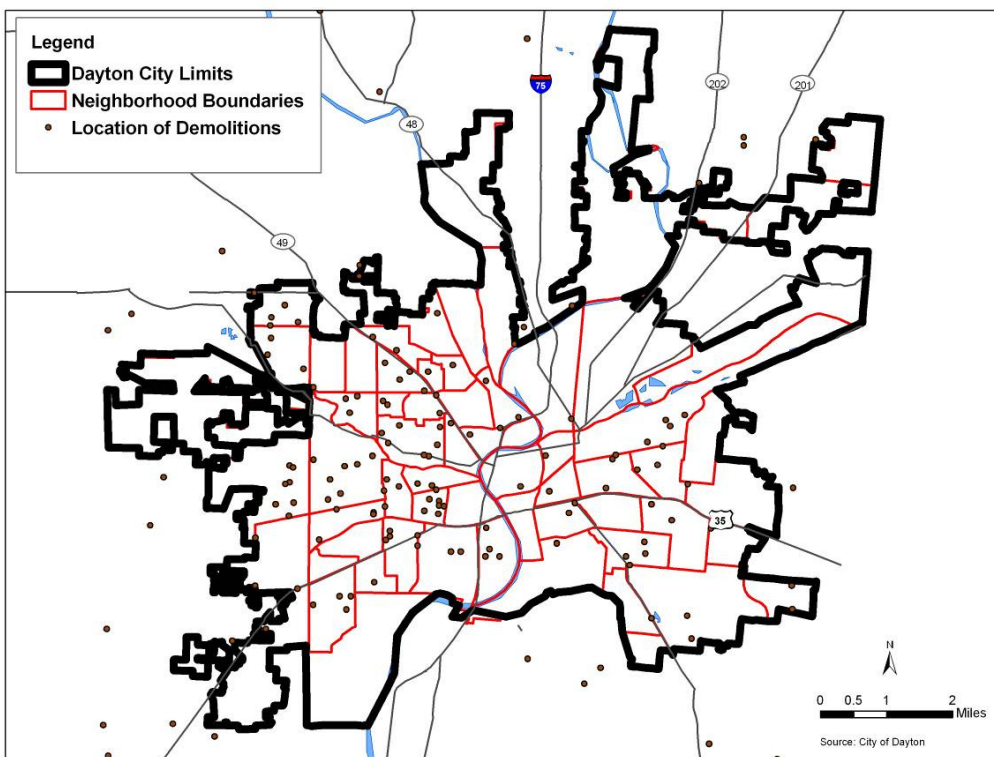 Legend
Dayton City Limits
Neighborhood Boundaries
Location of Demolitions
75
202
201
48
49
35
N
0 0.5 1 2
Miles
Source: City of Dayton